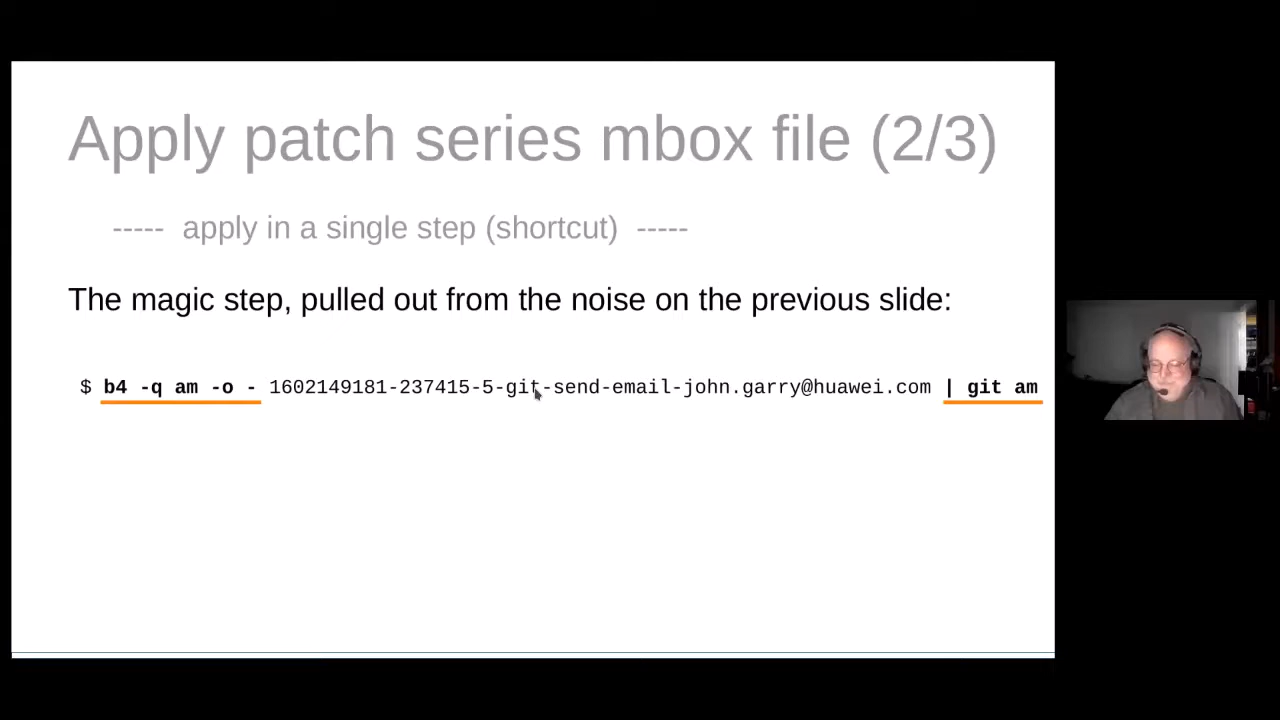 Apply patch series mbox file (2/3)
----- apply in a single step (shortcut) -----
The magic step, pulled out from the noise on the previous slide:
$ b4 -q am -o - 1602149181-237415-5-git-send-email-john.garry@huawei.com | git am